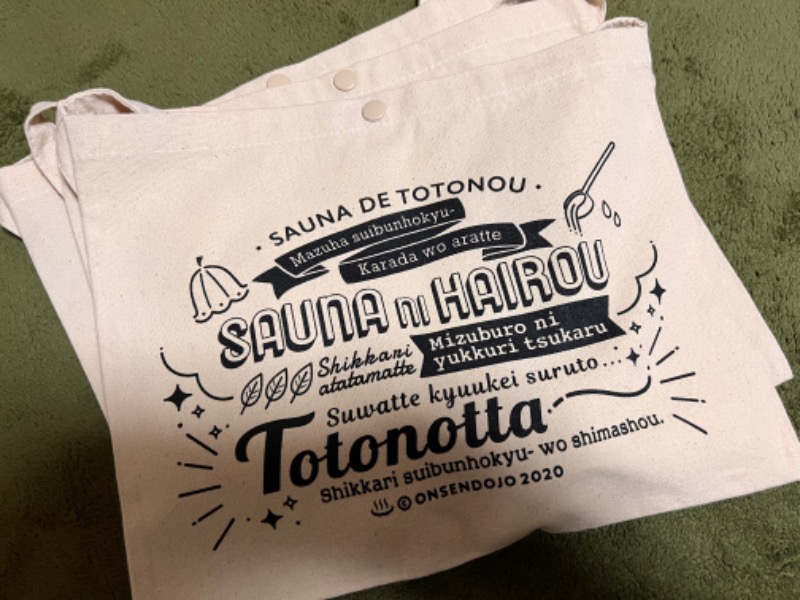 · SAUNA DE TOTONOU ·
Mazuha suibunhokyu-
Karada wo aratte
SAUNA ni HAIROU
Shikkari
atatamatte
Mizuburo ni
yukkuri tsukaru
Suwatte kyuukei suruto...
Totonotta
Shikkari suibunhokyu- wo shimashou.
© ONSENDOJO 2020